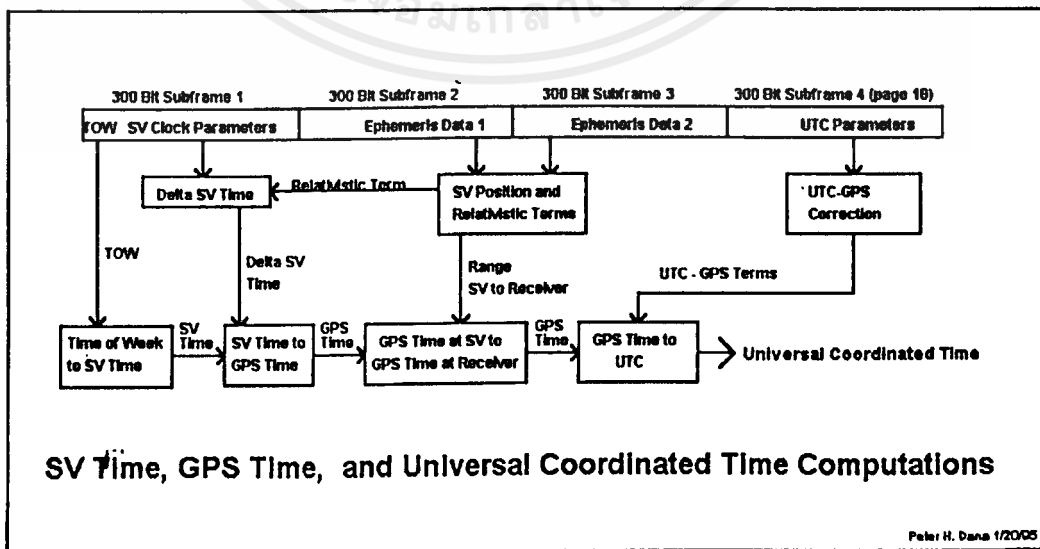 300 Bit Subframe 1 300 Bit Subframe 2 300 Bit Subframe 3 300 Bit Subframe 4 (page 18)
TOW SV Clock Parameters Ephemeris Data 1 Ephemeris Data 2 UTC Parameters
Delta SV Time
Relativistic Term
SV Position and
Relativistic Terms
UTC-GPS
Correction
TOW
Delta SV
Time
Range
SV to Receiver
UTC - GPS Terms
Time of Week
to SV Time
SV
Time
SV Time to
GPS Time
GPS
Time
GPS Time at SV to
GPS Time at Receiver
GPS
Time
GPS Time to
UTC
Universal Coordinated Time
SV Time, GPS Time, and Universal Coordinated Time Computations
Peter H. Dana 1/20/95